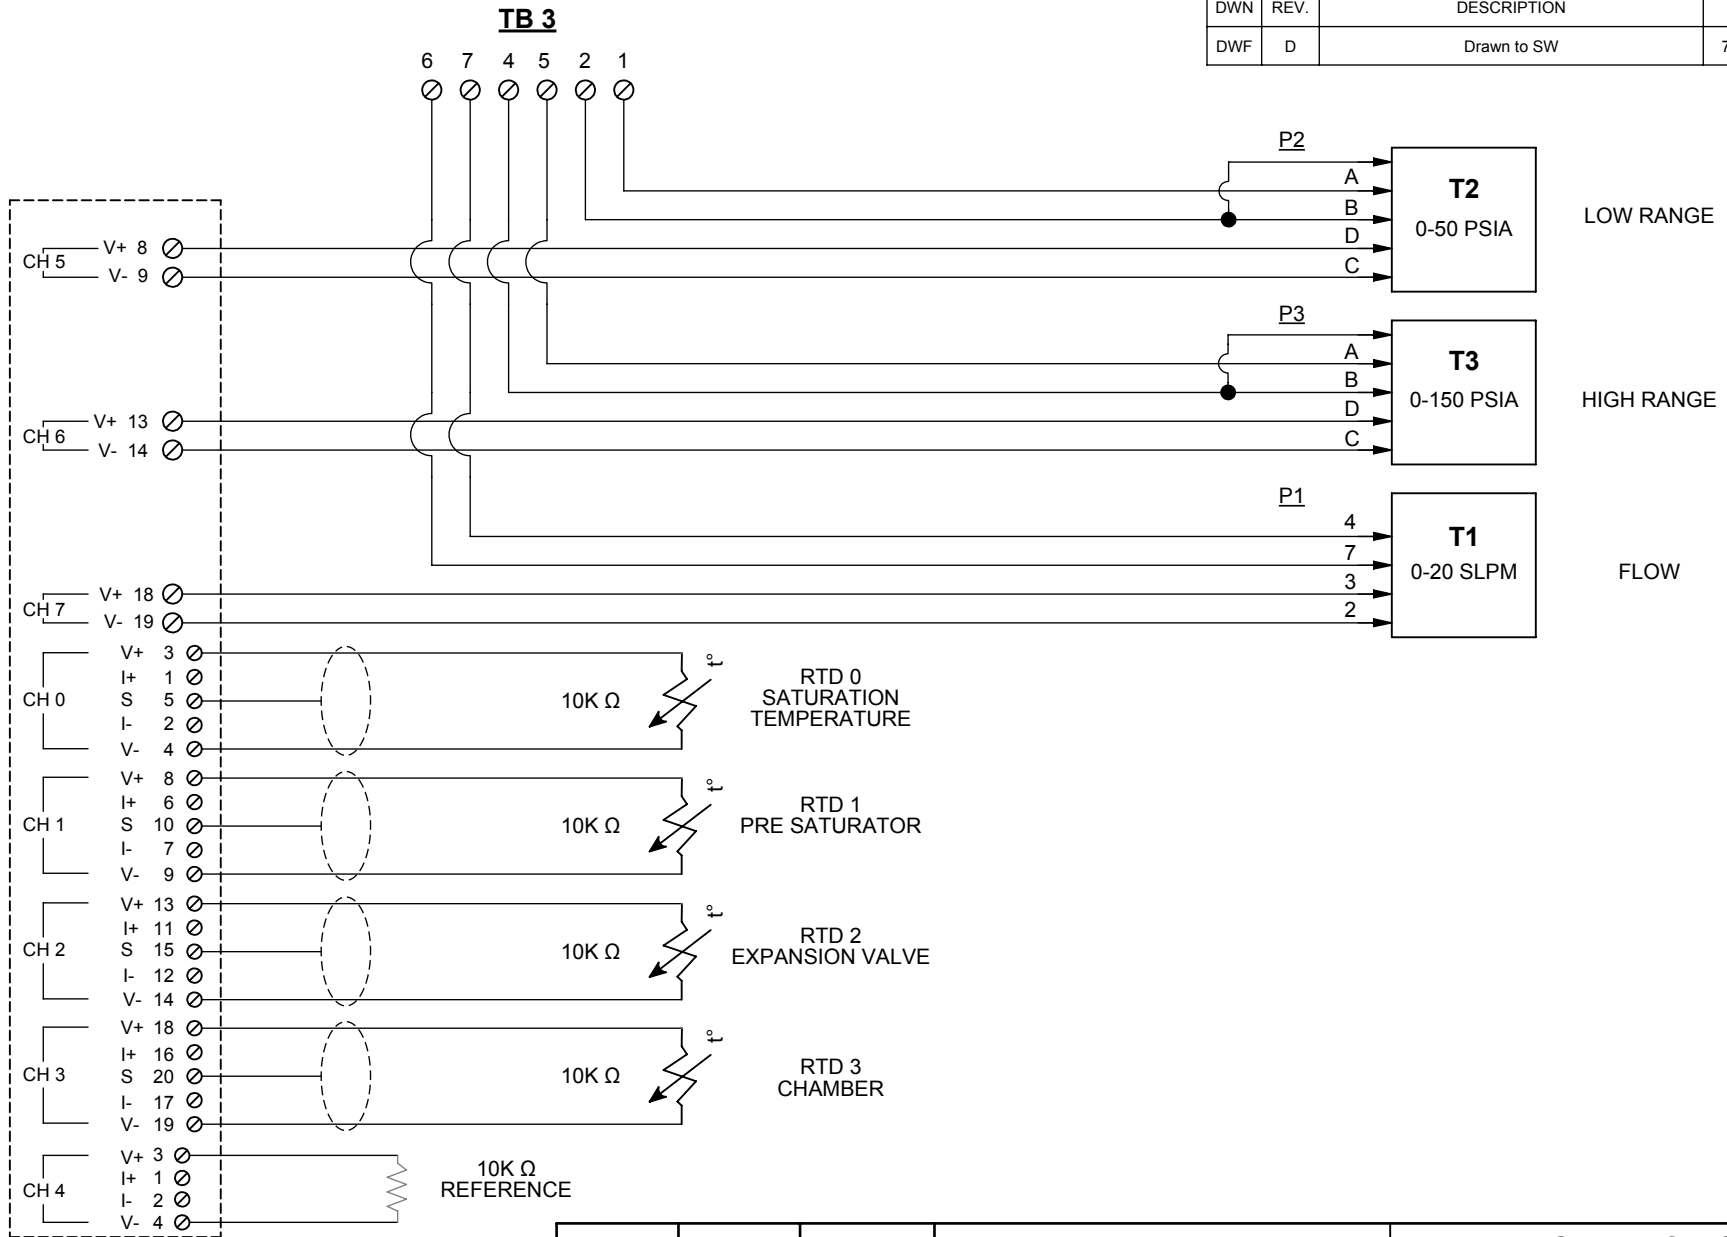 TB 3
6 7 4 5 2 1
DWN REV. DESCRIPTION
DWF D Drawn to SW 7
P2
A
B
D
C
T2
0-50 PSIA
LOW RANGE
CH 5
V+ 8
V- 9
P3
A
B
D
C
T3
0-150 PSIA
HIGH RANGE
CH 6
V+ 13
V- 14
P1
4
7
3
2
T1
0-20 SLPM
FLOW
CH 7
V+ 18
V- 19
CH 0
V+ 3
I+ 1
S 5
I- 2
V- 4
10K Ω
t°
RTD 0
SATURATION
TEMPERATURE
CH 1
V+ 8
I+ 6
S 10
I- 7
V- 9
10K Ω
t°
RTD 1
PRE SATURATOR
CH 2
V+ 13
I+ 11
S 15
I- 12
V- 14
10K Ω
t°
RTD 2
EXPANSION VALVE
CH 3
V+ 18
I+ 16
S 20
I- 17
V- 19
10K Ω
t°
RTD 3
CHAMBER
CH 4
V+ 3
I+ 1
I- 2
V- 4
10K Ω
REFERENCE